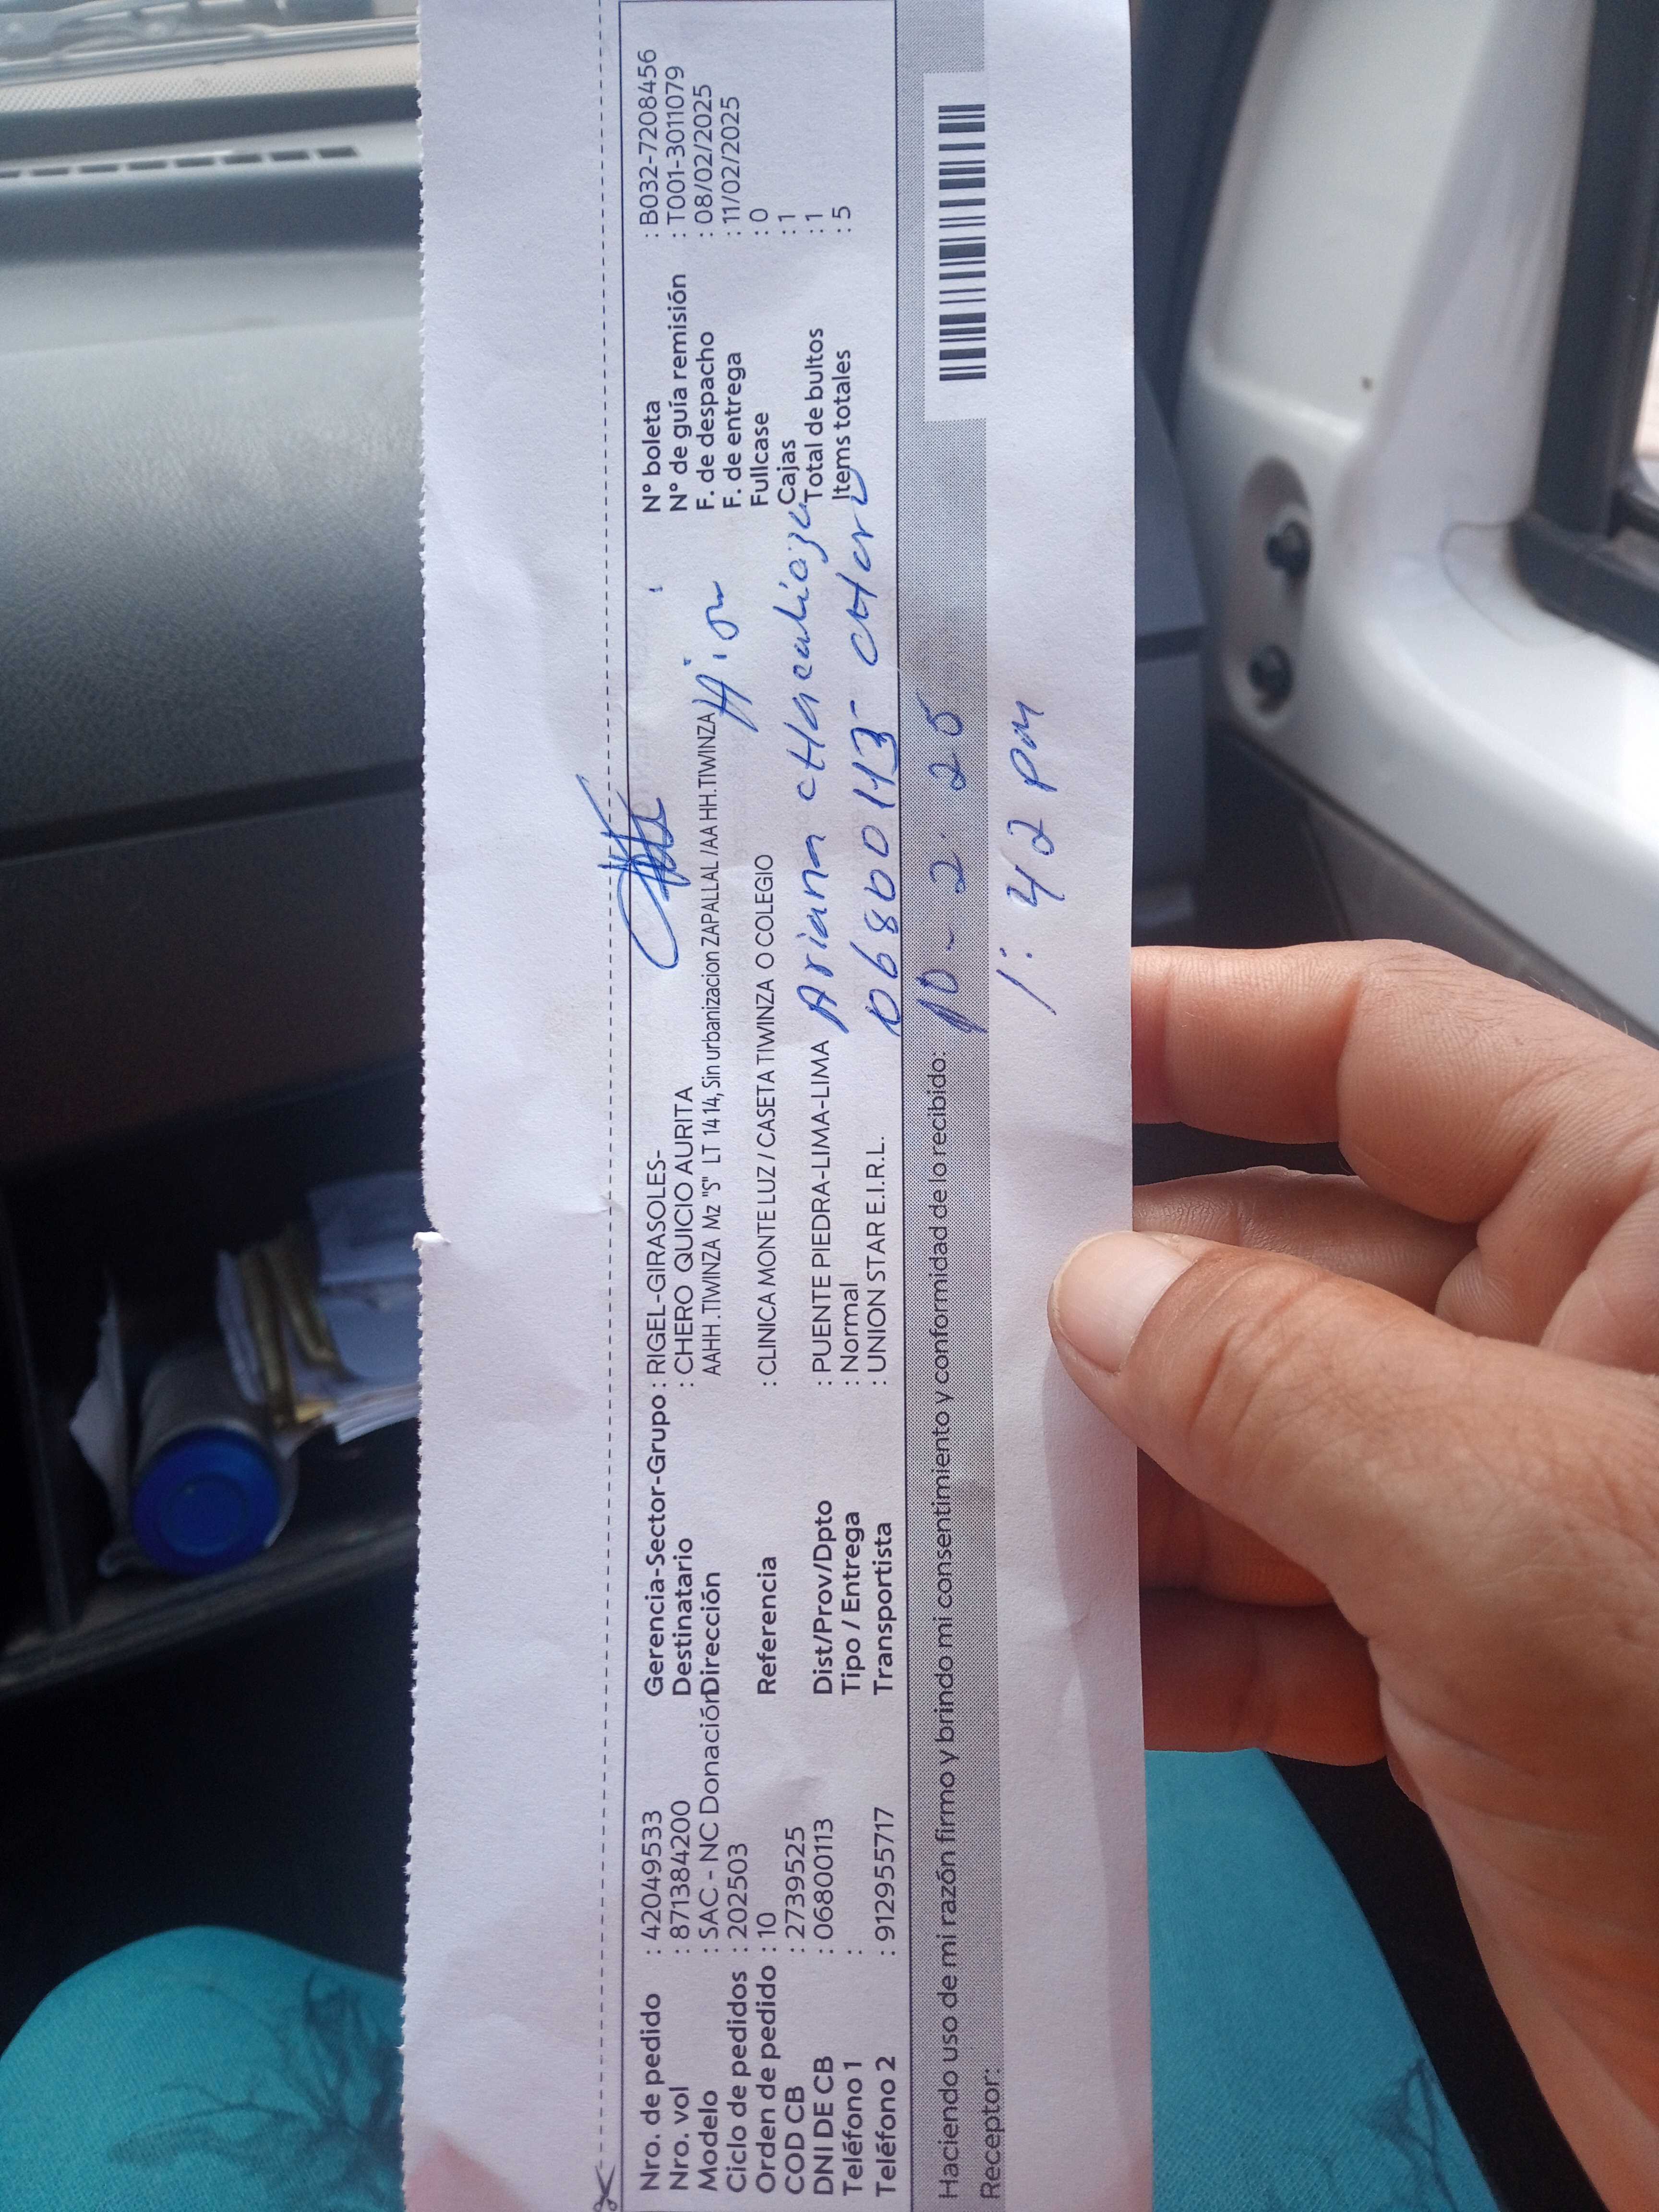 Nro. de pedido : 42049533
Nro. vol : 871384200
Modelo : SAC.- NC Donación
Ciclo de pedidos : 202503
Orden de pedido : 10
COD CB : 2739525
DNI DE CB : 06800113
Teléfono 1 :
Teléfono 2 : 912955717
Gerencia-Sector-Grupo : RIGEL-GIRASOLES-
Destinatario : CHERO QUICIO AURITA
Dirección AAHH .TIWINZA Mz "S" LT 14 14, Sin urbanizacion ZAPALLAL /AA HH.TIWINZA
Referencia : CLINICA MONTE LUZ / CASETA TIWINZA O COLEGIO
Dist/Prov/Dpto : PUENTE PIEDRA-LIMA-LIMA
Tipo / Entrega : Normal
Transportista : UNION STAR E.I.R.L.
N° boleta : B032-7208456
N° de guía remisión : T001-3011079
F. de despacho : 08/02/2025
F. de entrega : 11/02/2025
Fullcase : 0
Cajas : 1
Total de bultos : 1
Items totales : 5
Ariana
06800113-
Haciendo uso de mi razón firmo y brindo mi consentimiento y conformidad de lo recibido: 10 - 2. 25
Receptor: 1:42 PM